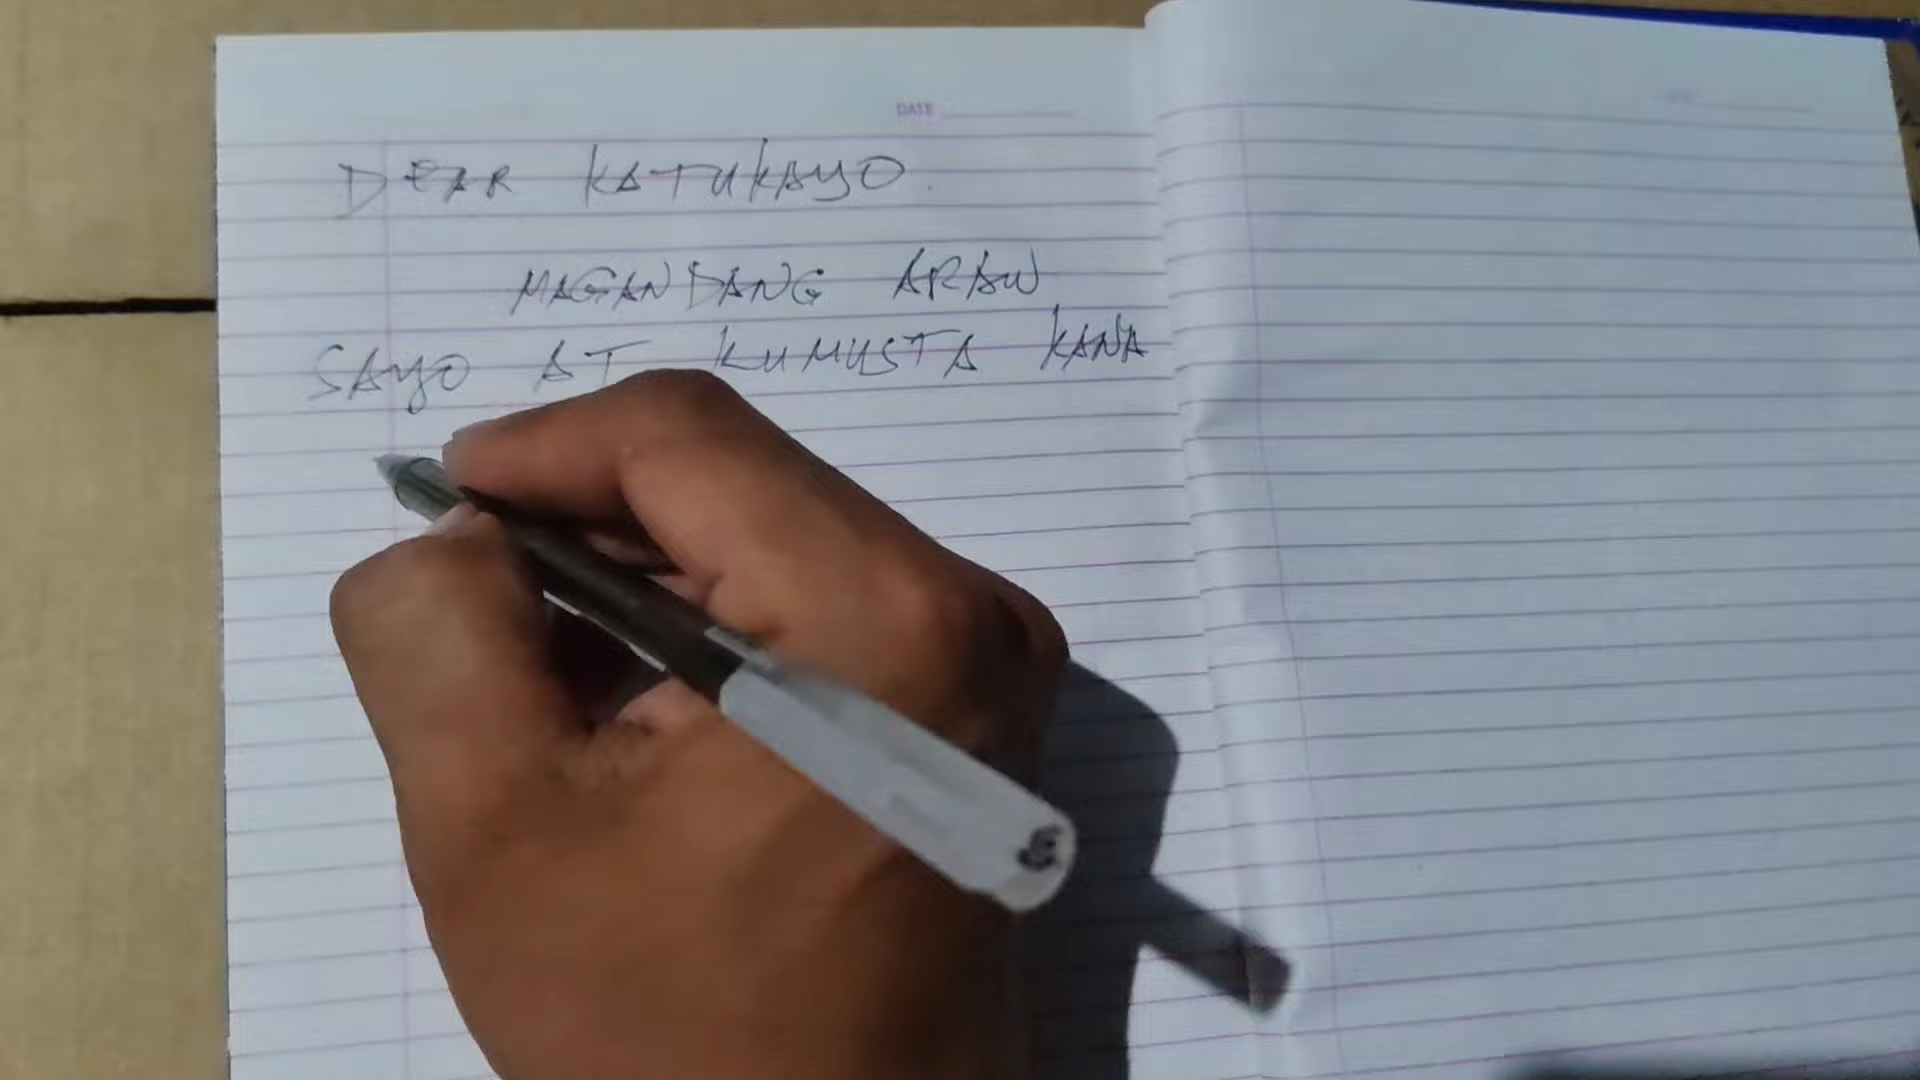 DATE
DEAR KATUKAYO.
MAGANDANG ARAW
SAYO AT KUMUSTA KANA